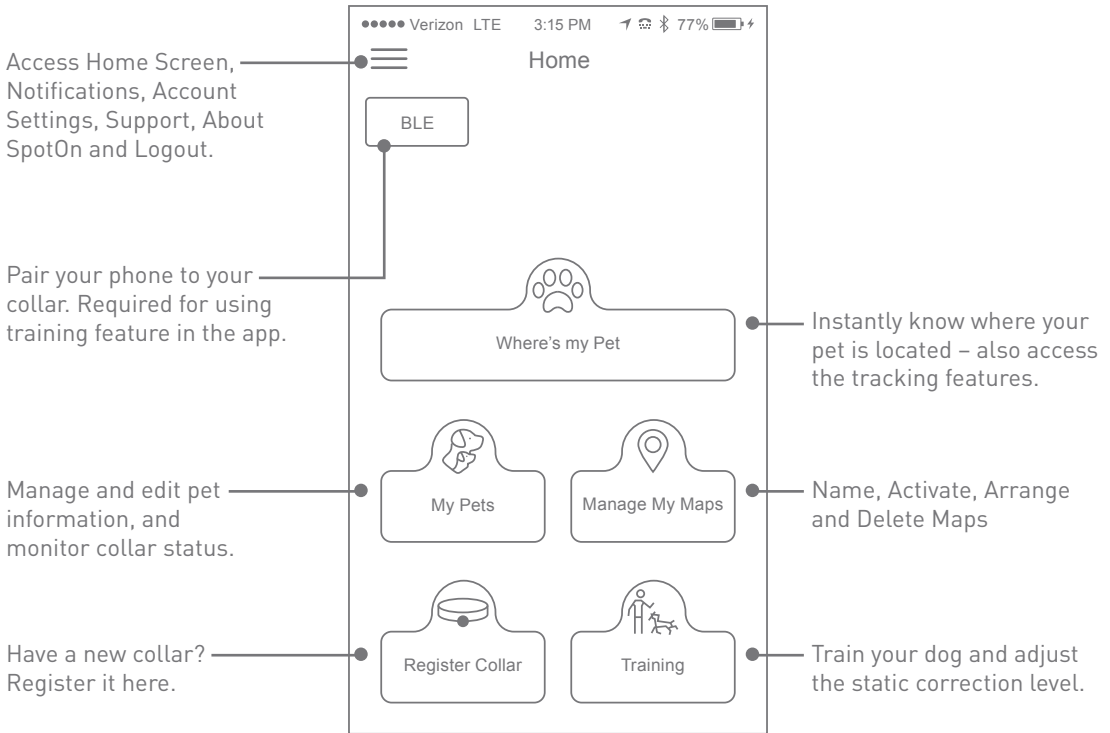 Verizon LTE 3:15 PM 77%
Home
Access Home Screen,
Notifications, Account
Settings, Support, About
SpotOn and Logout.
BLE
Pair your phone to your
collar. Required for using
training feature in the app.
Where's my Pet
Instantly know where your
pet is located – also access
the tracking features.
Manage and edit pet
information, and
monitor collar status.
My Pets
Manage My Maps
Name, Activate, Arrange
and Delete Maps
Have a new collar?
Register it here.
Register Collar
Training
Train your dog and adjust
the static correction level.